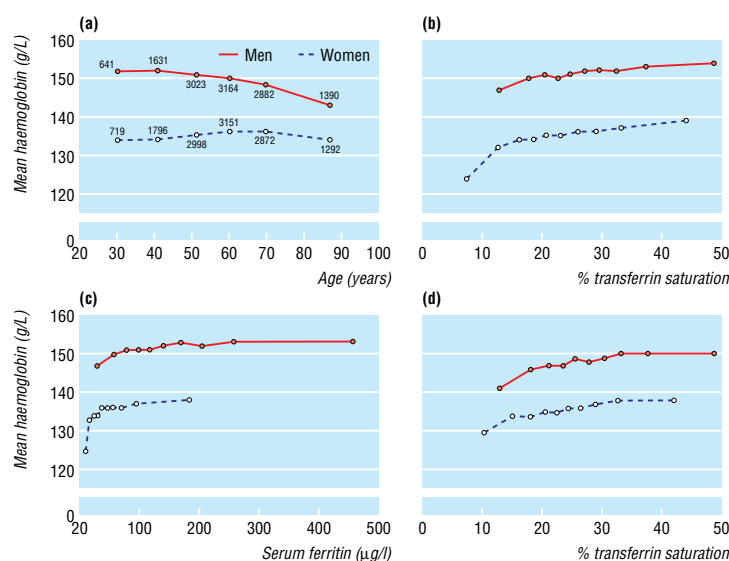 (a)
(b)
Mean haemoglobin (g/L)
160
150
140
130
120
0
Men
Women
641
1631
3023
3164
2882
1390
719
1796
2998
3151
2872
1292
20 30 40 50 60 70 80 90 100
Age (years)
0 10 20 30 40 50
% transferrin saturation
(c)
(d)
Mean haemoglobin (g/L)
160
150
140
130
120
0
20 100 200 300 400 500
Serum ferritin (µg/l)
0 10 20 30 40 50
% transferrin saturation